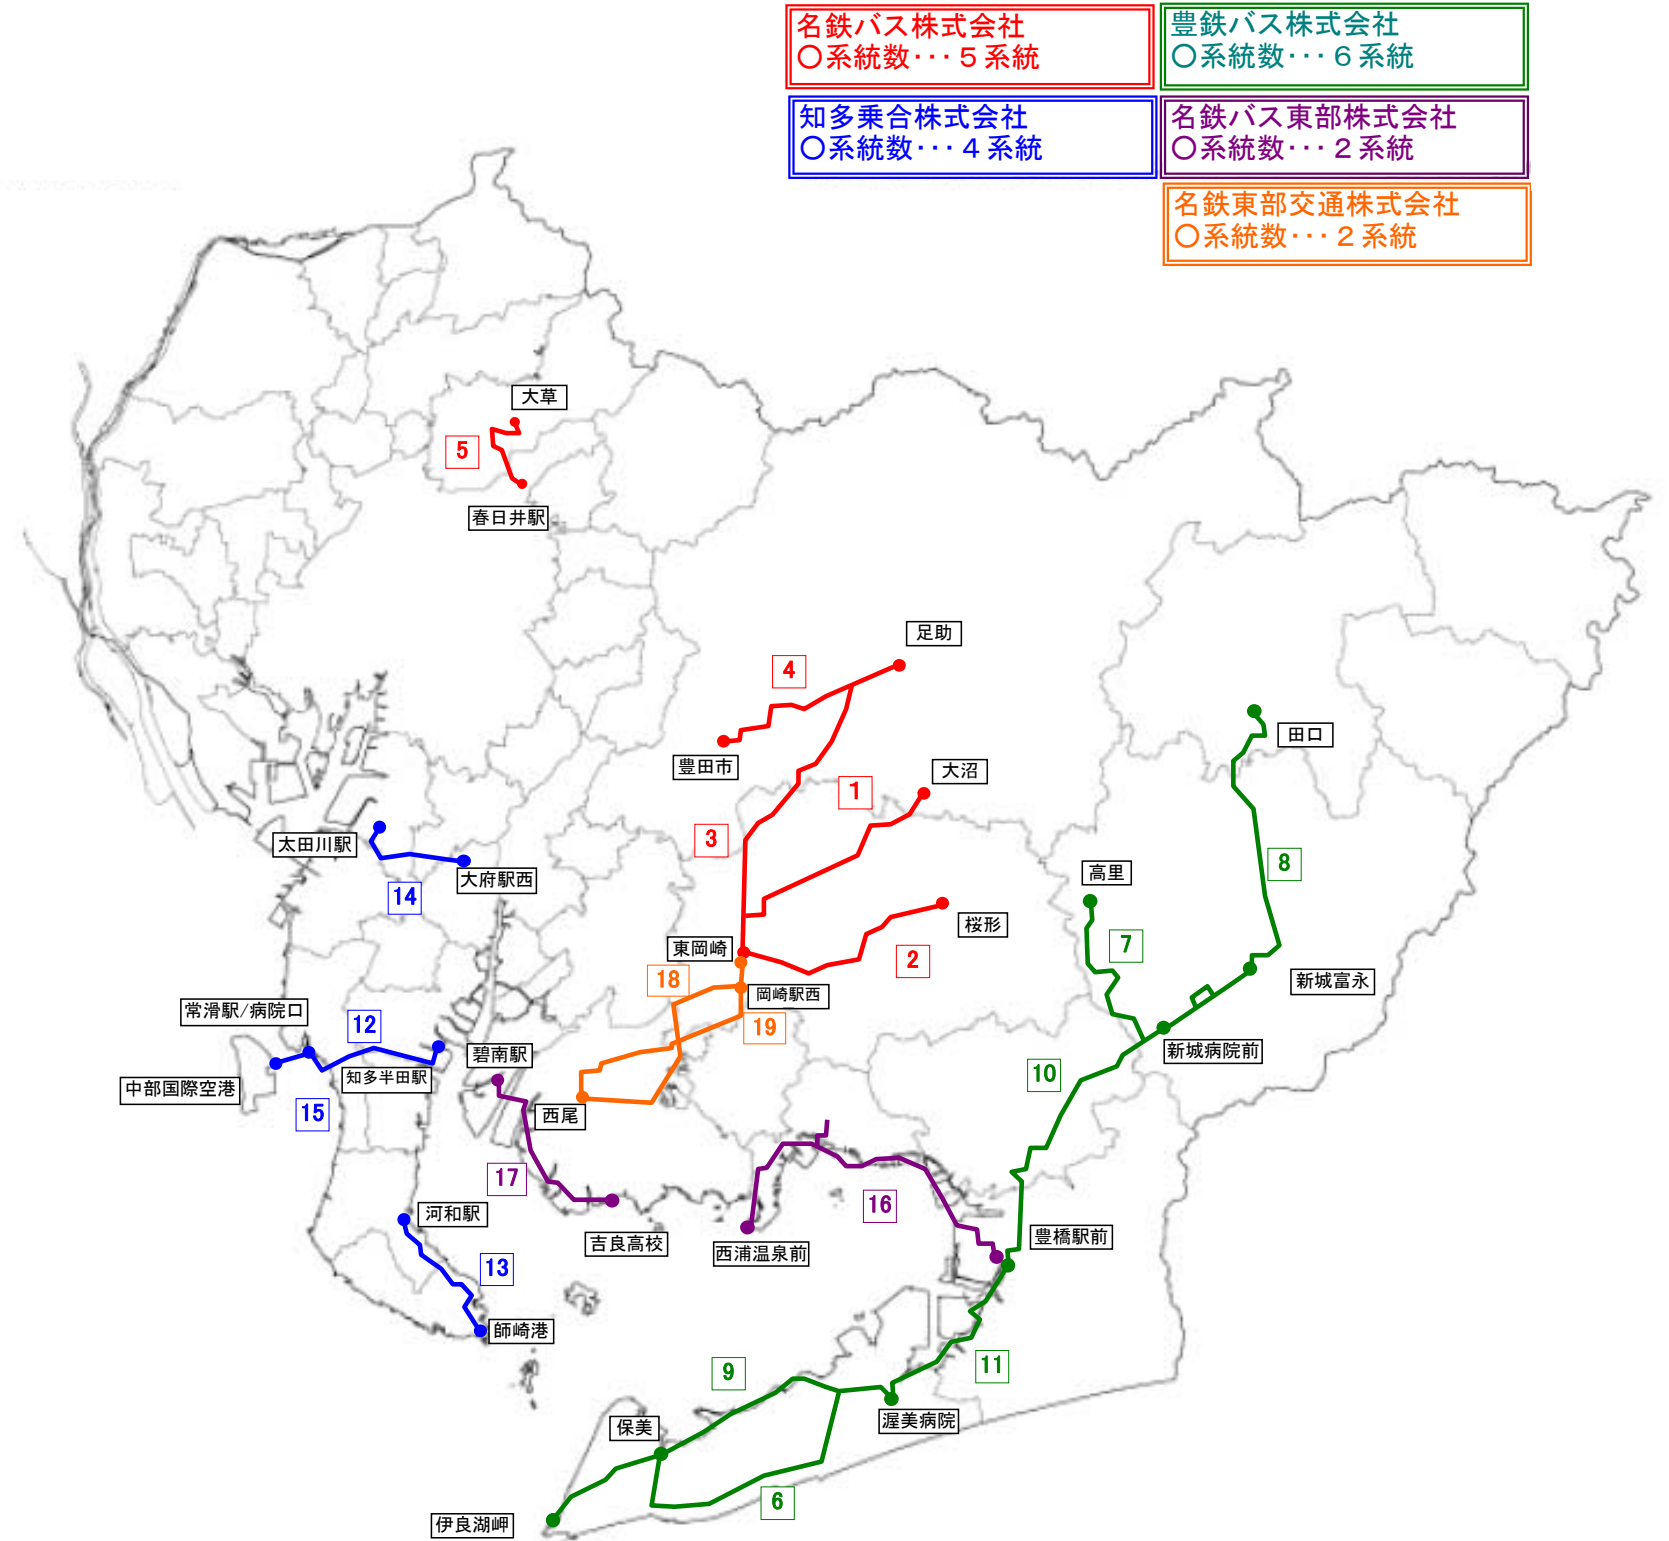 名鉄バス株式会社
〇系統数･･･５系統
豊鉄バス株式会社
〇系統数･･･６系統
知多乗合株式会社
〇系統数･･･４系統
名鉄バス東部株式会社
〇系統数･･･２系統
名鉄東部交通株式会社
〇系統数･･･２系統
大草
5
春日井駅
足助
4
豊田市
大沼
1
3
田口
8
太田川駅
大府駅西
14
高里
7
桜形
2
東岡崎
18
岡崎駅西
19
新城富永
常滑駅/病院口
12
碧南駅
知多半田駅
中部国際空港
15
新城病院前
10
西尾
17
16
河和駅
吉良高校
西浦温泉前
豊橋駅前
13
師崎港
9
11
保美
渥美病院
6
伊良湖岬